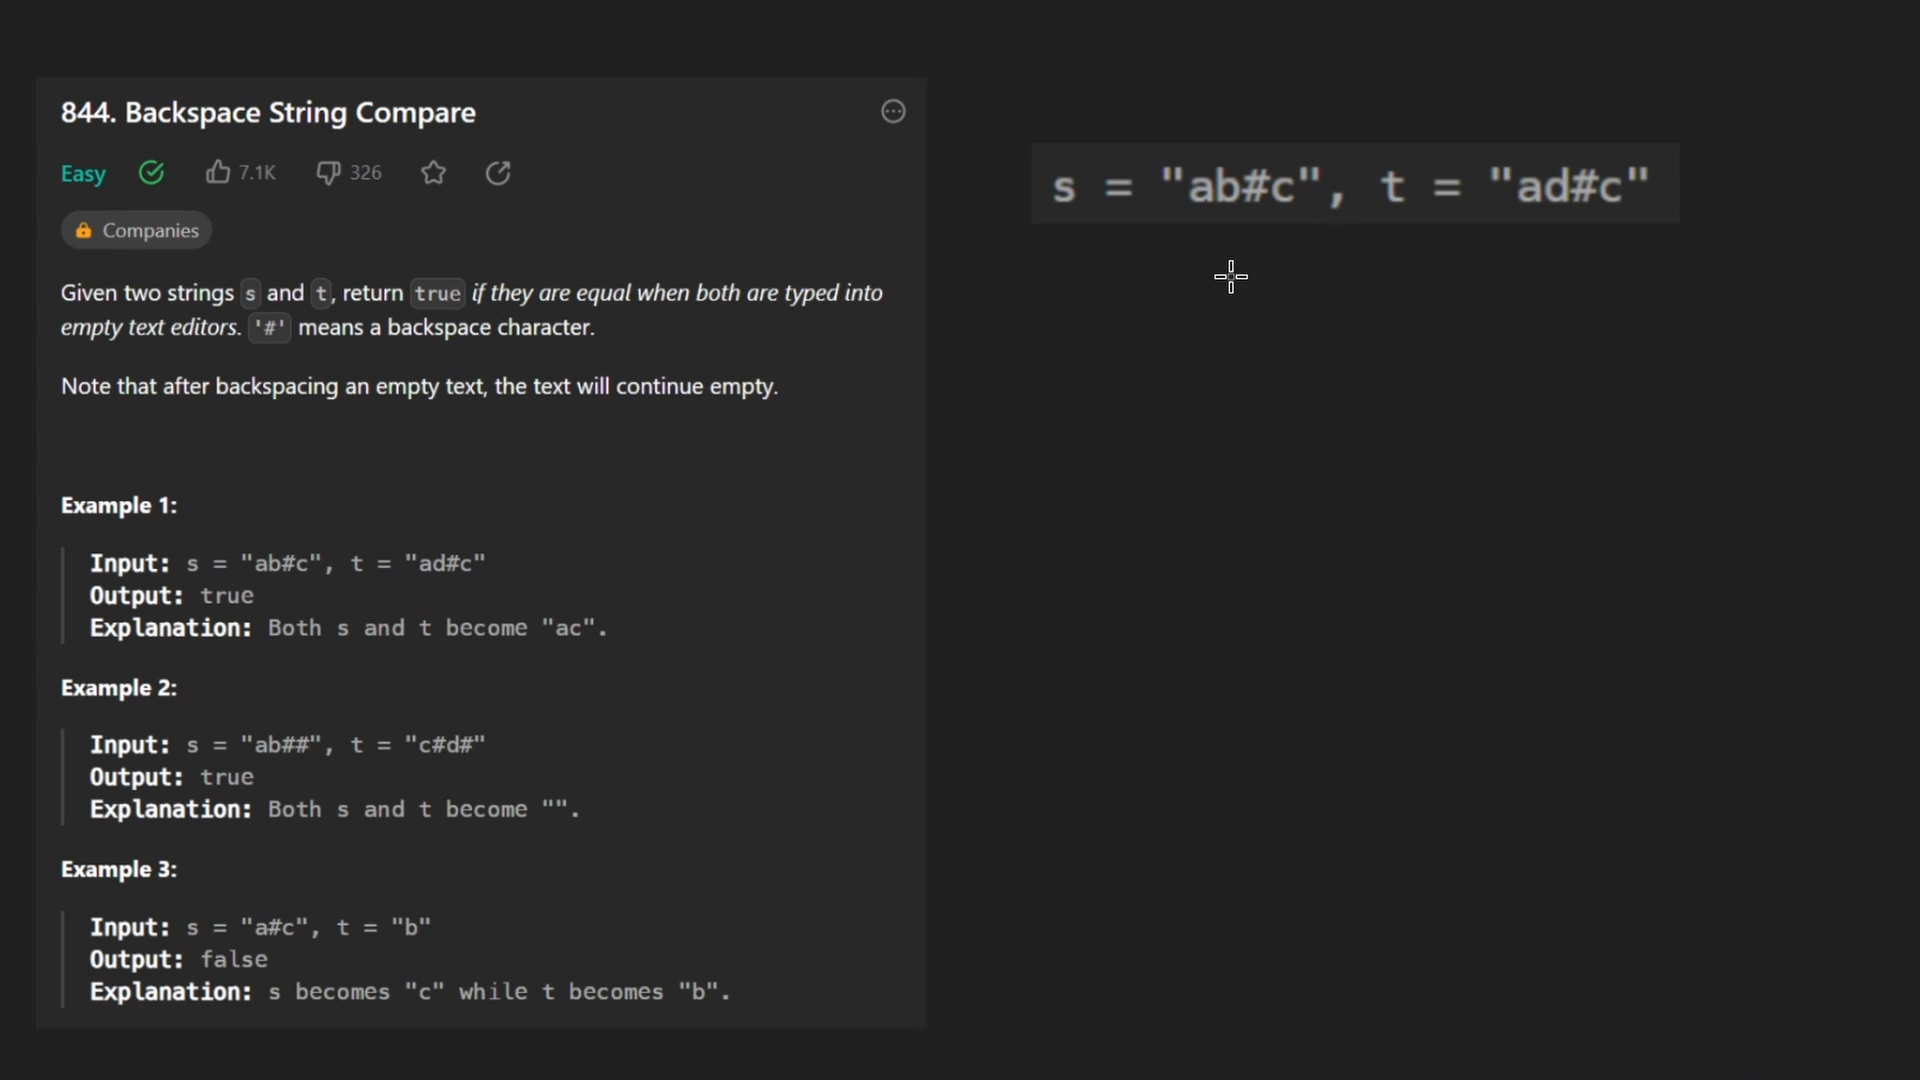 844. Backspace String Compare
Easy 7.1K 326
Companies
Given two strings s and t, return true if they are equal when both are typed into
empty text editors. '#' means a backspace character.
Note that after backspacing an empty text, the text will continue empty.
Example 1:
Input: s = "ab#c", t = "ad#c"
Output: true
Explanation: Both s and t become "ac".
Example 2:
Input: s = "ab##", t = "c#d#"
Output: true
Explanation: Both s and t become "".
Example 3:
Input: s = "a#c", t = "b"
Output: false
Explanation: s becomes "c" while t becomes "b".
s = "ab#c", t = "ad#c"